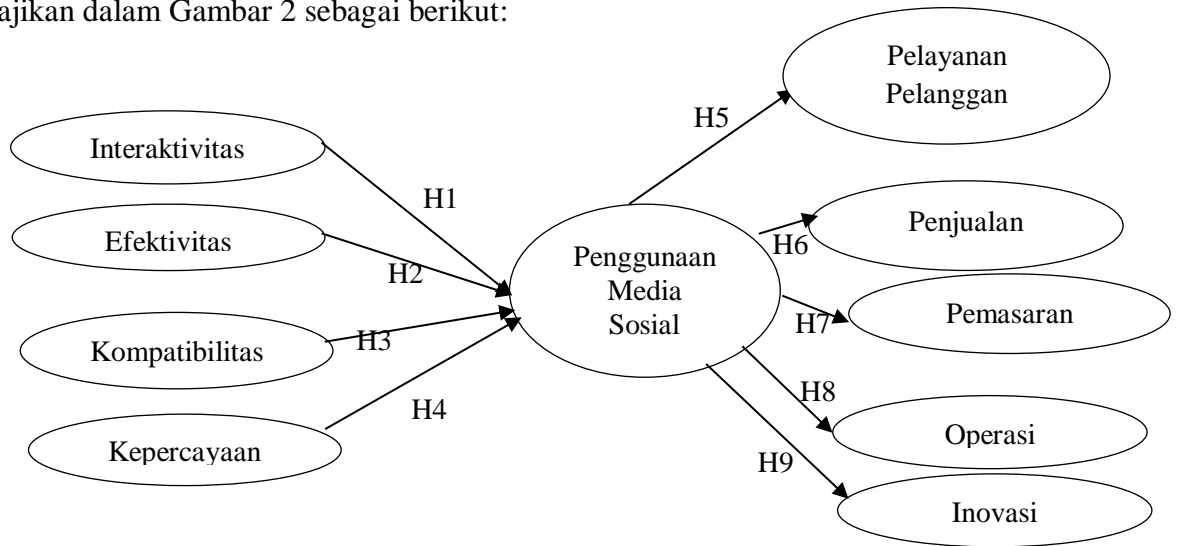 ajikan dalam Gambar 2 sebagai berikut:
Pelayanan
Pelanggan
H5
Interaktivitas
H1
Penjualan
Efektivitas
H6
Penggunaan
Media
Sosial
H2
Pemasaran
H7
H3
Kompatibilitas
H8
H4
Operasi
Kepercayaan
H9
Inovasi